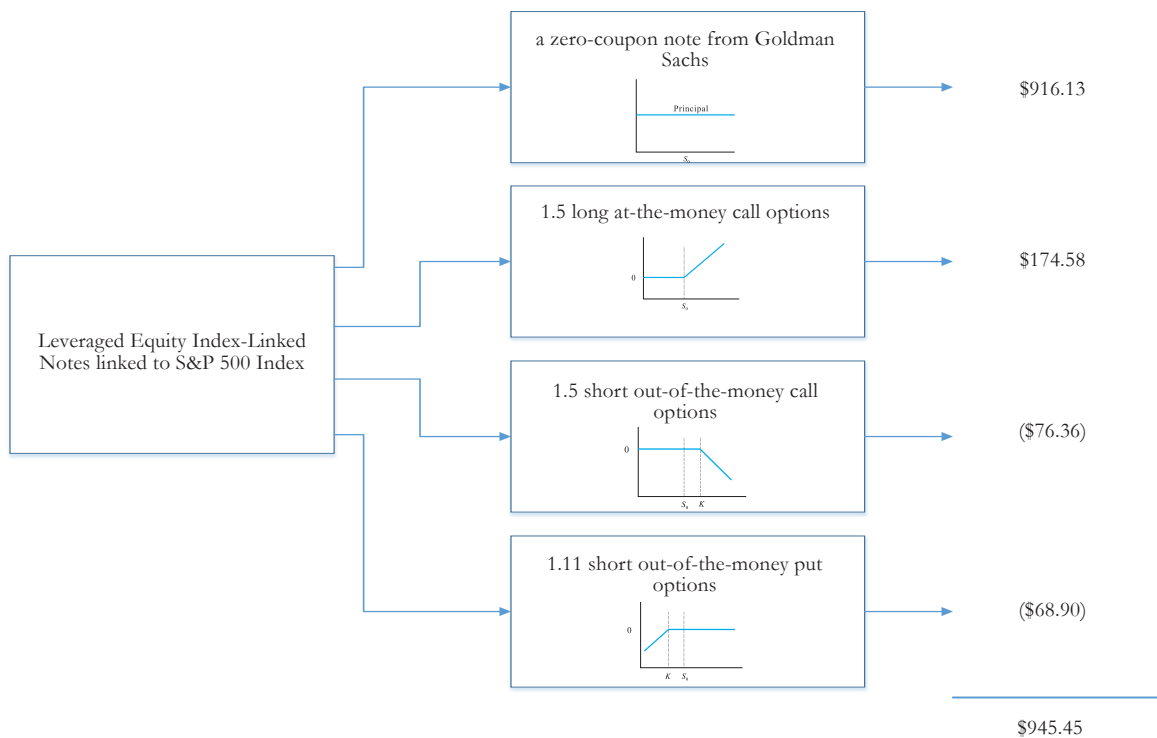 a zero-coupon note from Goldman
Sachs
Principal
S₀
$916.13
1.5 long at-the-money call options
0
S₀
$174.58
Leveraged Equity Index-Linked
Notes linked to S&P 500 Index
1.5 short out-of-the-money call
options
0
S₀ K
($76.36)
1.11 short out-of-the-money put
options
0
K S₀
($68.90)
$945.45